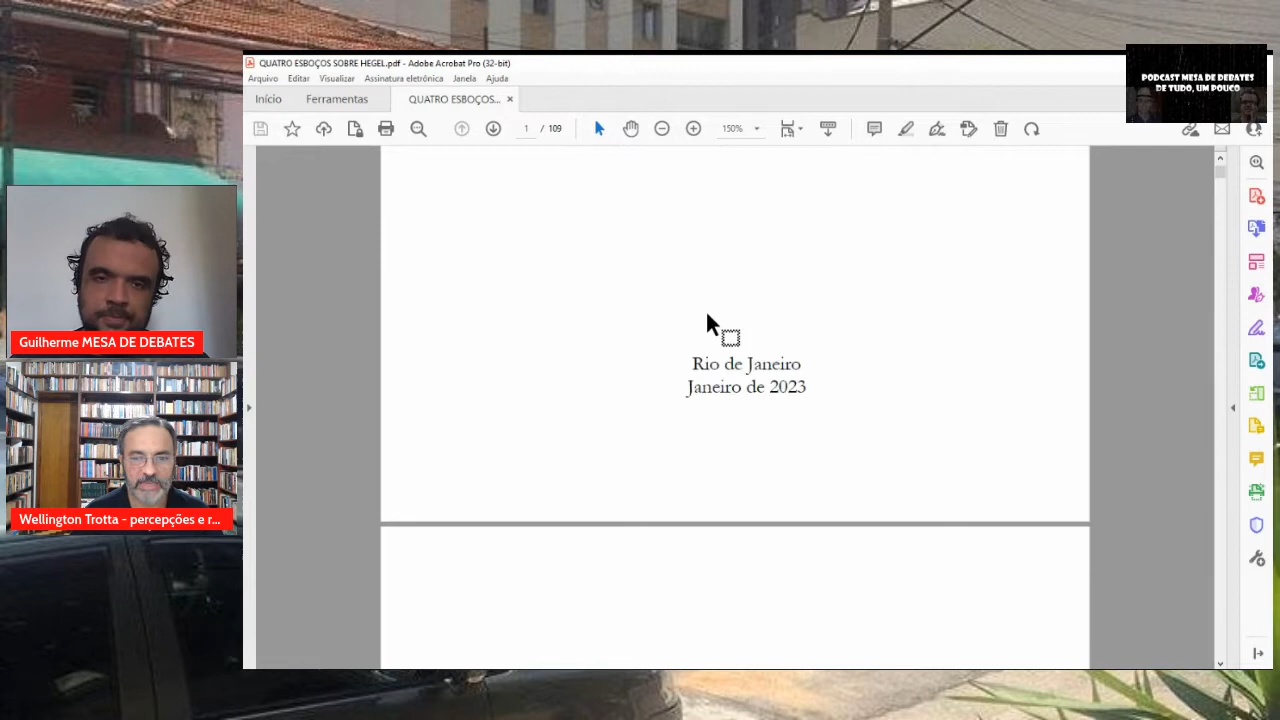 QUATRO ESBOÇOS SOBRE HEGEL.pdf - Adobe Acrobat Pro (32-bit)
Arquivo Editar Visualizar Assinatura eletrônica Janela Ajuda
Início Ferramentas QUATRO ESBOÇOS... ×
1 / 109 150%
PODCAST MESA DE DEBATES
DE TUDO, UM POUCO
Guilherme MESA DE DEBATES
Wellington Trotta - percepções e r...
Rio de Janeiro
Janeiro de 2023